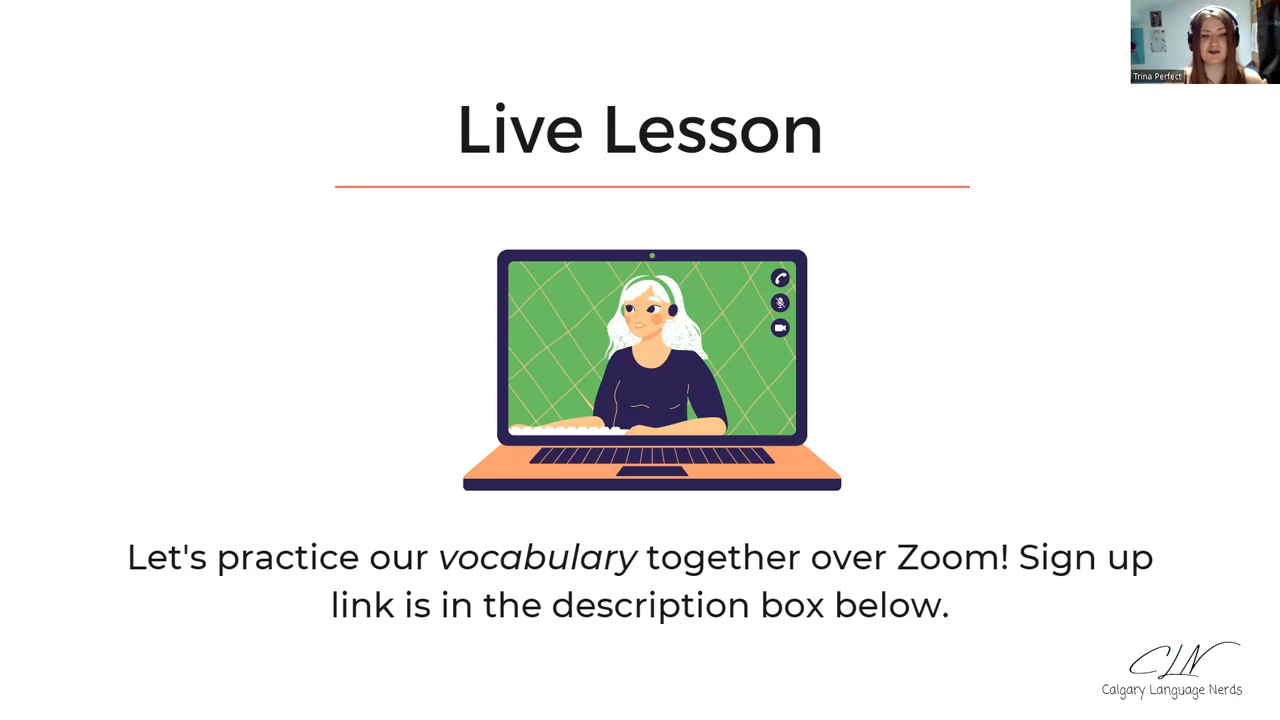 Trina Perfect
Live Lesson
Let's practice our vocabulary together over Zoom! Sign up
link is in the description box below.
CLN
Calgary Language Nerds